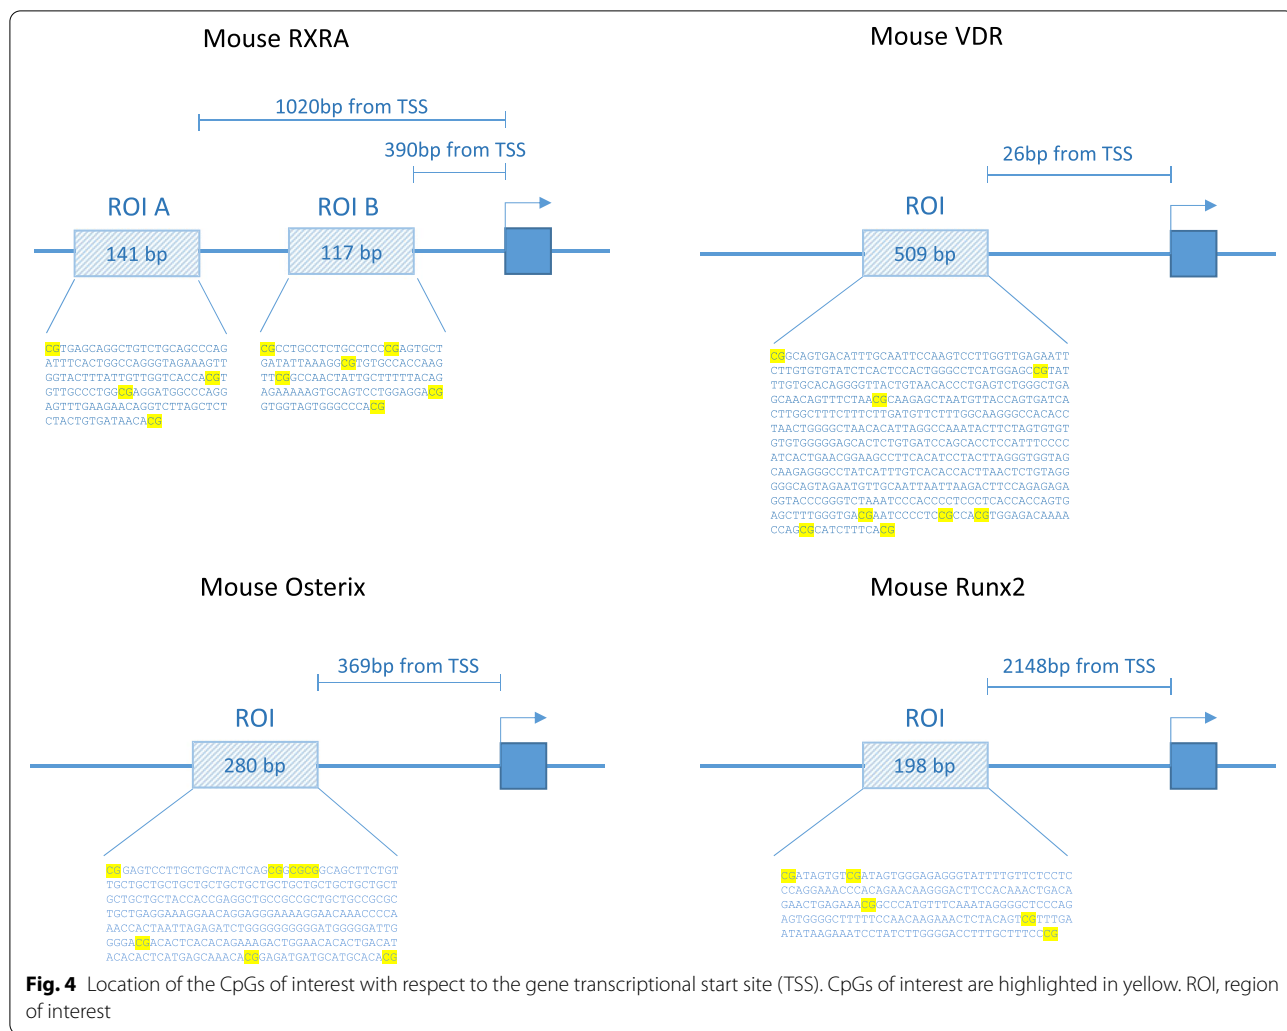 Mouse RXRA
1020bp from TSS
390bp from TSS
ROI A
ROI B
141 bp
117 bp
CGTGAGCAGGCTGTCTGCAGCCCAG
ATTTCACTGGCCAGGGTAGAAAGTT
GGTACTTTATTGTTGGTCACCACGT
GTTGCCCTGGCGAGGATGGCCCAGG
AGTTTGAAGAACAGGTCTTAGCTCT
CTACTGTGATAACACG
CGCCTGCCTCTGCCTCCCGAGTGCT
GATATTAAAGGCGTGTGCCACCAAG
TTCGGCCAACTATTGCTTTTTACAG
AGAAAAAGTGCAGTCCTGGAGGACG
GTGGTAGTGGGCCCACG
Mouse VDR
26bp from TSS
ROI
509 bp
CGGCAGTGACATTTGCAATTCCAAGTCCTTGGTTGAGAATT
CTTGTGTGTATCTCACTCCACTGGGCCTCATGGAGCCGTAT
TTGTGCACAGGGGTTACTGTAACACCCTGAGTCTGGGCTGA
GCAACAGTTTCTAACGCAAGAGCTAATGTTACCAGTGATCA
CTTGGCTTTCTTTCTTGATGTTCTTTGGCAAGGGCCACACC
TAACTGGGGCTAACACATTAGGCCAAATACTTCTAGTGTGT
GTGTGGGGGAGCACTCTGTGATCCAGCACCTCCATTTCCCC
ATCACTGAACGGAAGCCTTCACATCCTACTTAGGGTGGTAG
CAAGAGGGCCTATCATTTGTCACACCACTTAACTCTGTAGG
GGGCAGTAGAATGTTGCAATTAATTAAGACTTCCAGAGAGA
GGTACCCGGGTCTAAATCCCACCCCTCCCTCACCACCAGTG
AGCTTTGGGTGACGAATCCCCTCCGCCACGTGGAGACAAAA
CCAGCGCATCTTTCACG
Mouse Osterix
369bp from TSS
ROI
280 bp
CGGAGTCCTTGCTGCTACTCAGCGGCGCGGCAGCTTCTGT
TGCTGCTGCTGCTGCTGCTGCTGCTGCTGCTGCTGCTGCT
GCTGCTGCTACCACCGAGGCTGCCGCCGCTGCTGCCGCGC
TGCTGAGGAAAGGAACAGGAGGGAAAAGGAACAAACCCCA
AACCACTAATTAGAGATCTGGGGGGGGGGATGGGGGATTG
GGGACGACACTCACACAGAAAGACTGGAACACACTGACAT
ACACACTCATGAGCAAACACGGAGATGATGCATGCACACG
Mouse Runx2
2148bp from TSS
ROI
198 bp
CGATAGTGTCGATAGTGGGAGAGGGTATTTTGTTCTCCTC
CCAGGAAACCCACAGAACAAGGGACTTCCACAAACTGACA
GAACTGAGAAACGGCCCATGTTTCAAATAGGGGCTCCCAG
AGTGGGGCTTTTTCCAACAAGAAACTCTACAGTCGTTTGA
ATATAAGAAATCCTATCTTGGGGACCTTTGCTTTCCCG
Fig. 4 Location of the CpGs of interest with respect to the gene transcriptional start site (TSS). CpGs of interest are highlighted in yellow. ROI, region
of interest